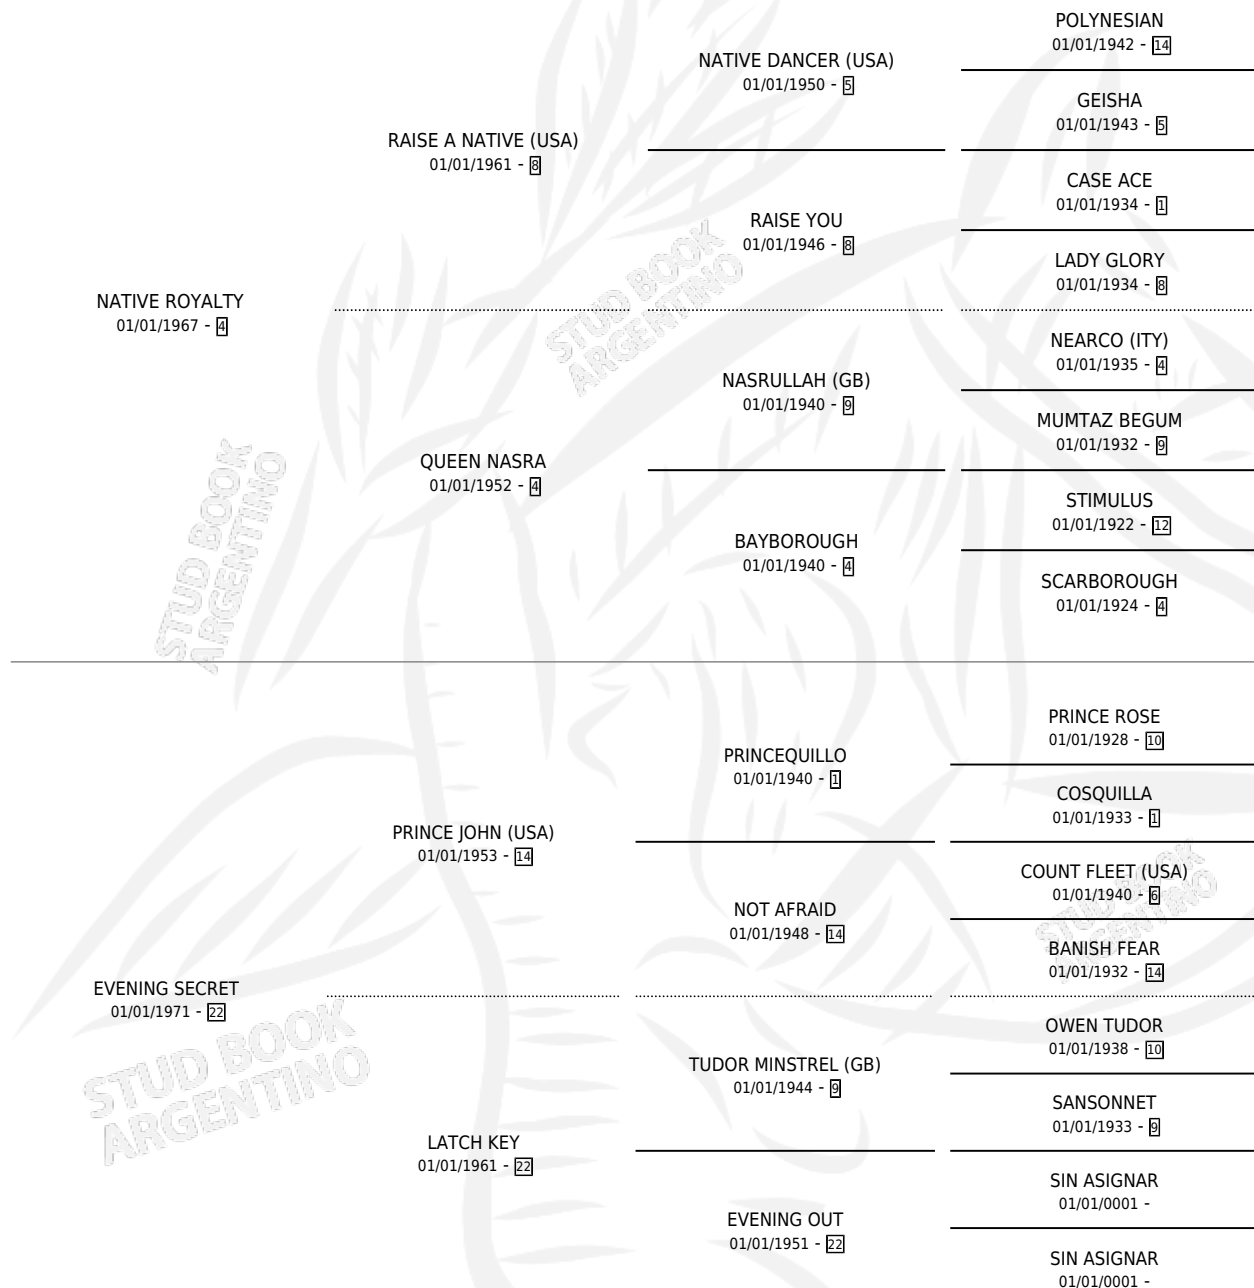 POLYNESIAN
01/01/1942 - 14
NATIVE DANCER (USA)
01/01/1950 - 5
GEISHA
01/01/1943 - 5
RAISE A NATIVE (USA)
01/01/1961 - 8
CASE ACE
01/01/1934 - 1
RAISE YOU
01/01/1946 - 8
LADY GLORY
01/01/1934 - 8
NATIVE ROYALTY
01/01/1967 - 4
STUD BOOK
ARGENTINO
NEARCO (ITY)
01/01/1935 - 4
NASRULLAH (GB)
01/01/1940 - 9
MUMTAZ BEGUM
01/01/1932 - 9
QUEEN NASRA
01/01/1952 - 4
STIMULUS
01/01/1922 - 12
BAYBOROUGH
01/01/1940 - 4
SCARBOROUGH
01/01/1924 - 4
STUD BOOK
ARGENTINO
PRINCE ROSE
01/01/1928 - 10
PRINCEQUILLO
01/01/1940 - 1
COSQUILLA
01/01/1933 - 1
PRINCE JOHN (USA)
01/01/1953 - 14
COUNT FLEET (USA)
01/01/1940 - 6
NOT AFRAID
01/01/1948 - 14
STUD BOOK
ARGENTINO
BANISH FEAR
01/01/1932 - 14
EVENING SECRET
01/01/1971 - 22
OWEN TUDOR
01/01/1938 - 10
TUDOR MINSTREL (GB)
01/01/1944 - 9
SANSONNET
01/01/1933 - 9
STUD BOOK
ARGENTINO
LATCH KEY
01/01/1961 - 22
SIN ASIGNAR
01/01/0001 -
EVENING OUT
01/01/1951 - 22
SIN ASIGNAR
01/01/0001 -